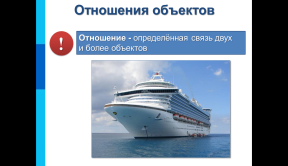 Отношения объектов
Отношение - определённая связь двух
и более объектов